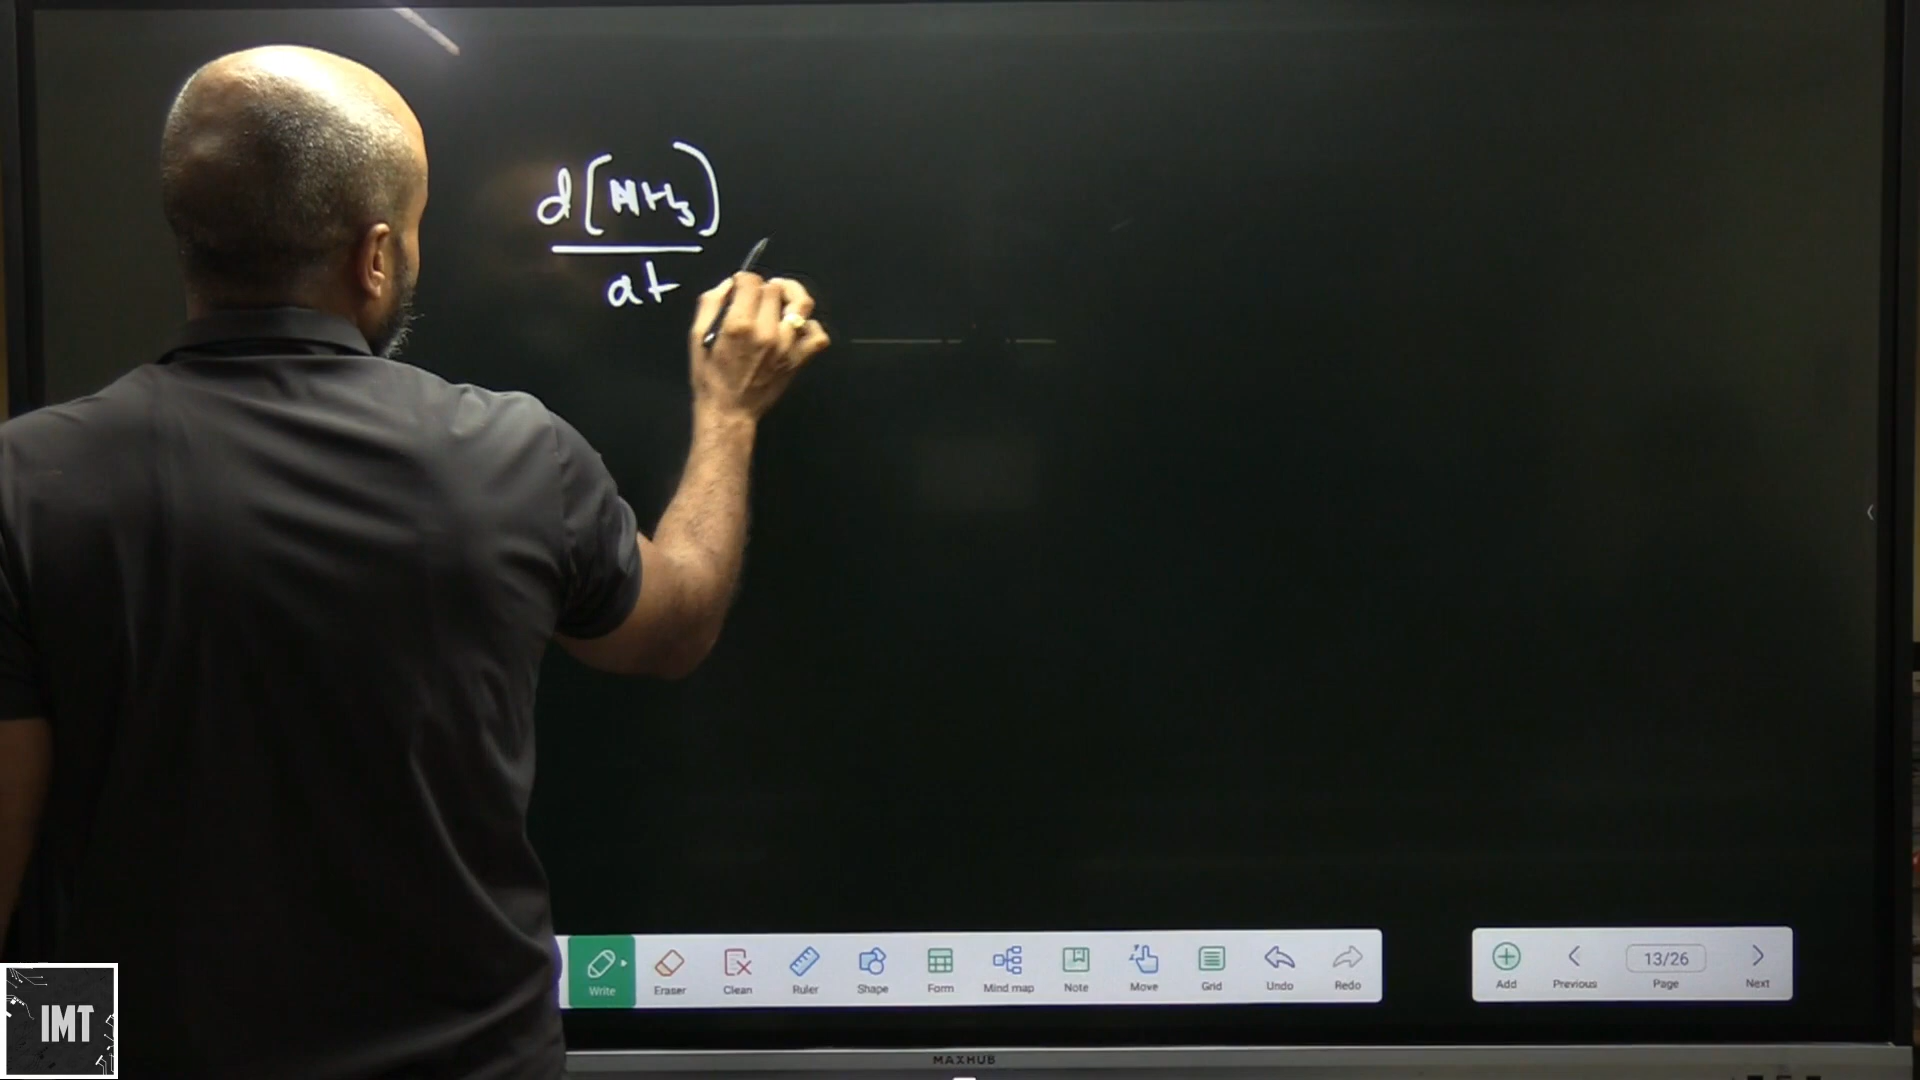 d[NH3]
dt
Write
Eraser
Clean
Ruler
Shape
Form
Mind map
Note
Move
Grid
Undo
Redo
Add
Previous
13/26
Page
Next
MAXHUB
IMT